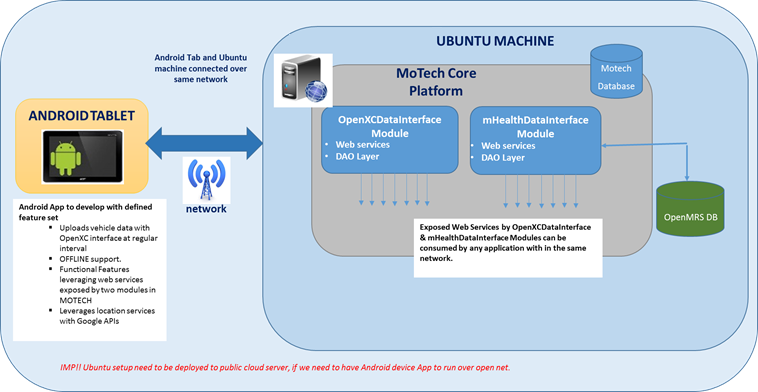 UBUNTU MACHINE
Android Tab and Ubuntu
machine connected over
same network
MoTech Core
Platform
Motech
Database
ANDROID TABLET
OpenXCDataInterface
Module
• Web services
• DAO Layer
mHealthDataInterface
Module
• Web services
• DAO Layer
network
OpenMRS DB
Android App to develop with defined
feature set
▪ Uploads vehicle data with
OpenXC interface at regular
interval
▪ OFFLINE support.
▪ Functional Features
leveraging web services
exposed by two modules in
MOTECH
▪ Leverages location services
with Google APIs
Exposed Web Services by OpenXCDataInterface
& mHealthDataInterface Modules can be
consumed by any application with in the same
network.
IMP!! Ubuntu setup need to be deployed to public cloud server, if we need to have Android device App to run over open net.